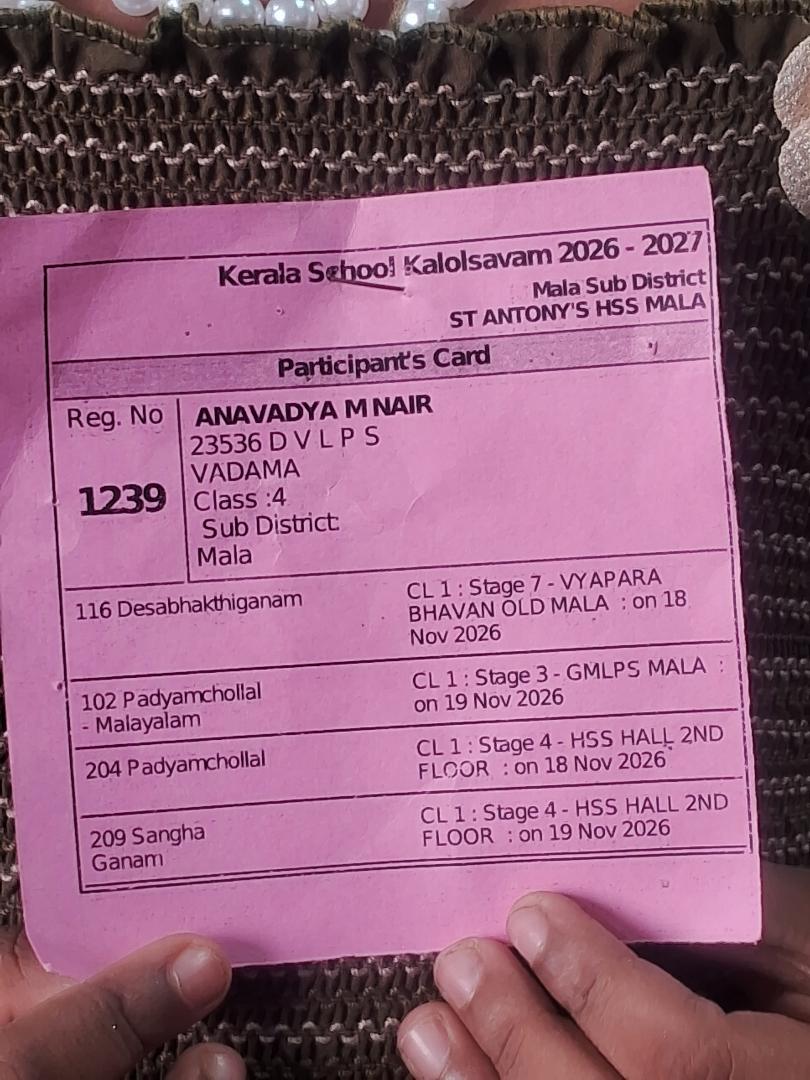 Kerala School Kalolsavam 2026 - 2027
Mala Sub District
ST ANTONY'S HSS MALA
Participant's Card
Reg. No
1239
ANAVADYA M NAIR
23536 D V L P S
VADAMA
Class :4
Sub District:
Mala
116 Desabhakthiganam
CL 1 : Stage 7 - VYAPARA
BHAVAN OLD MALA : on 18
Nov 2026
102 Padyamchollal
- Malayalam
CL 1 : Stage 3 - GMLPS MALA :
on 19 Nov 2026
204 Padyamchollal
CL 1 : Stage 4 - HSS HALL 2ND
FLOOR : on 18 Nov 2026
209 Sangha
Ganam
CL 1 : Stage 4 - HSS HALL 2ND
FLOOR : on 19 Nov 2026